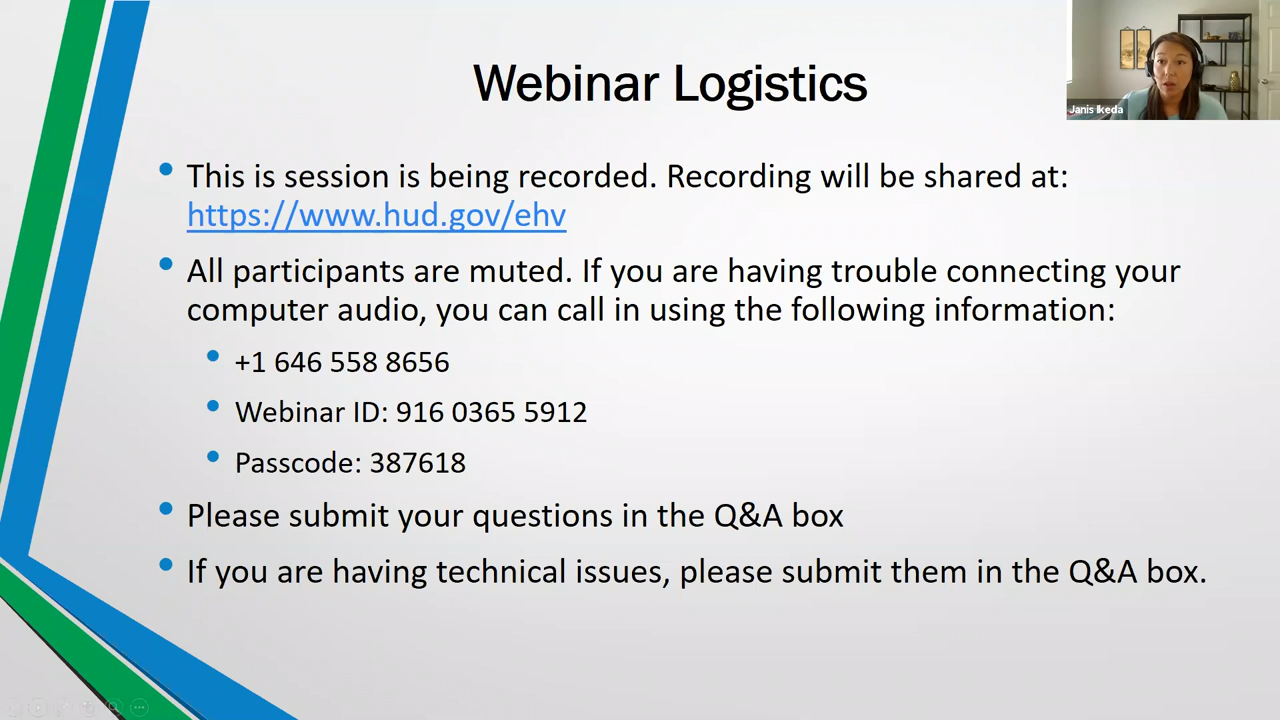 Webinar Logistics
Janis Ikeda
This is session is being recorded. Recording will be shared at:
https://www.hud.gov/ehv
All participants are muted. If you are having trouble connecting your
computer audio, you can call in using the following information:
+1 646 558 8656
Webinar ID: 916 0365 5912
Passcode: 387618
Please submit your questions in the Q&A box
If you are having technical issues, please submit them in the Q&A box.